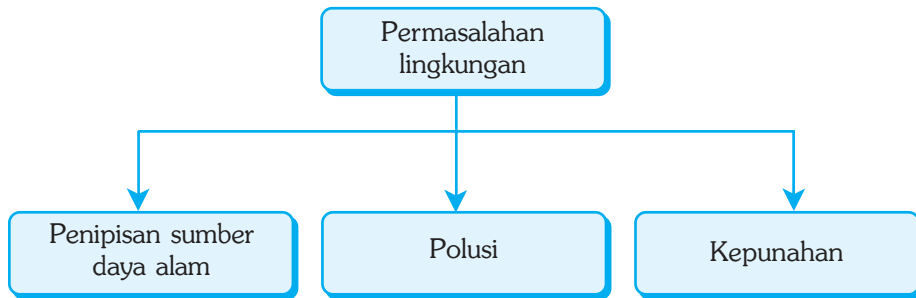 Permasalahan
lingkungan
Penipisan sumber
daya alam
Polusi
Kepunahan